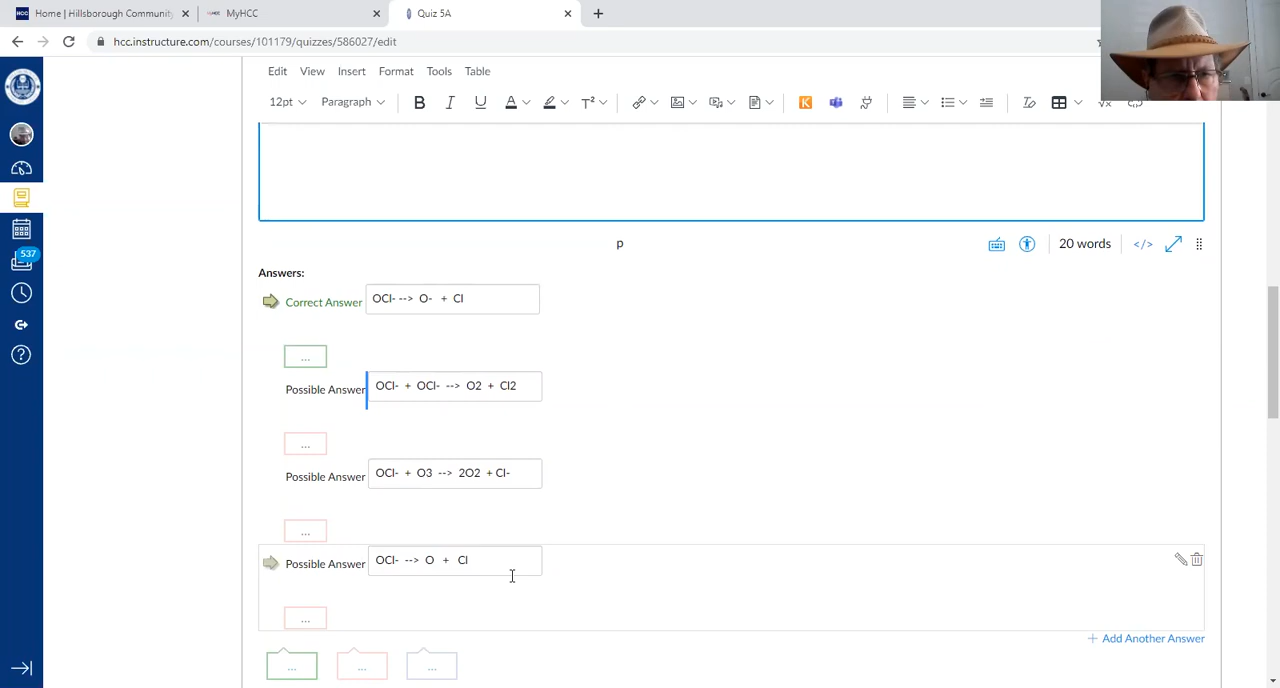 HCC Home | Hillsborough Community MyHCC Quiz 5A
hcc.instructure.com/courses/101179/quizzes/586027/edit
Edit View Insert Format Tools Table
12pt Paragraph B I U A T² K √x
p 20 words </>
537
Answers:
Correct Answer OCl- --> O- + Cl
...
Possible Answer OCl- + OCl- --> O2 + Cl2
...
Possible Answer OCl- + O3 --> 2O2 + Cl-
...
Possible Answer OCl- --> O + Cl
...
+ Add Another Answer
... ... ...